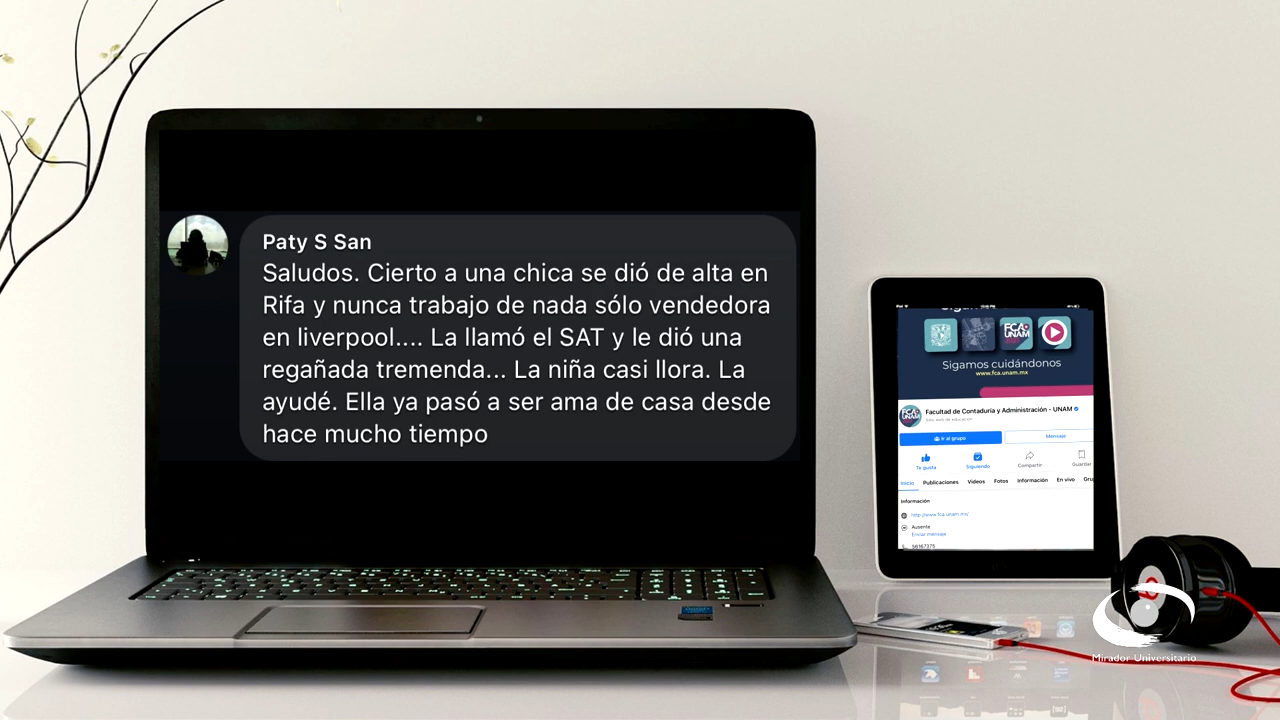 Paty S San
Saludos. Cierto a una chica se dió de alta en
Rifa y nunca trabajo de nada sólo vendedora
en liverpool.... La llamó el SAT y le dió una
regañada tremenda... La niña casi llora. La
ayudé. Ella ya pasó a ser ama de casa desde
hace mucho tiempo
FCA
UNAM
Sigamos cuidándonos
www.fca.unam.mx
Facultad de Contaduría y Administración - UNAM
Ir al grupo
Mensaje
Te gusta
Siguiendo
Compartir
Guardar
Inicio Publicaciones Videos Fotos Información En vivo Gru
Información
http://www.fca.unam.mx/
Ausente
Enviar mensaje
56167375
Mirador Universitario